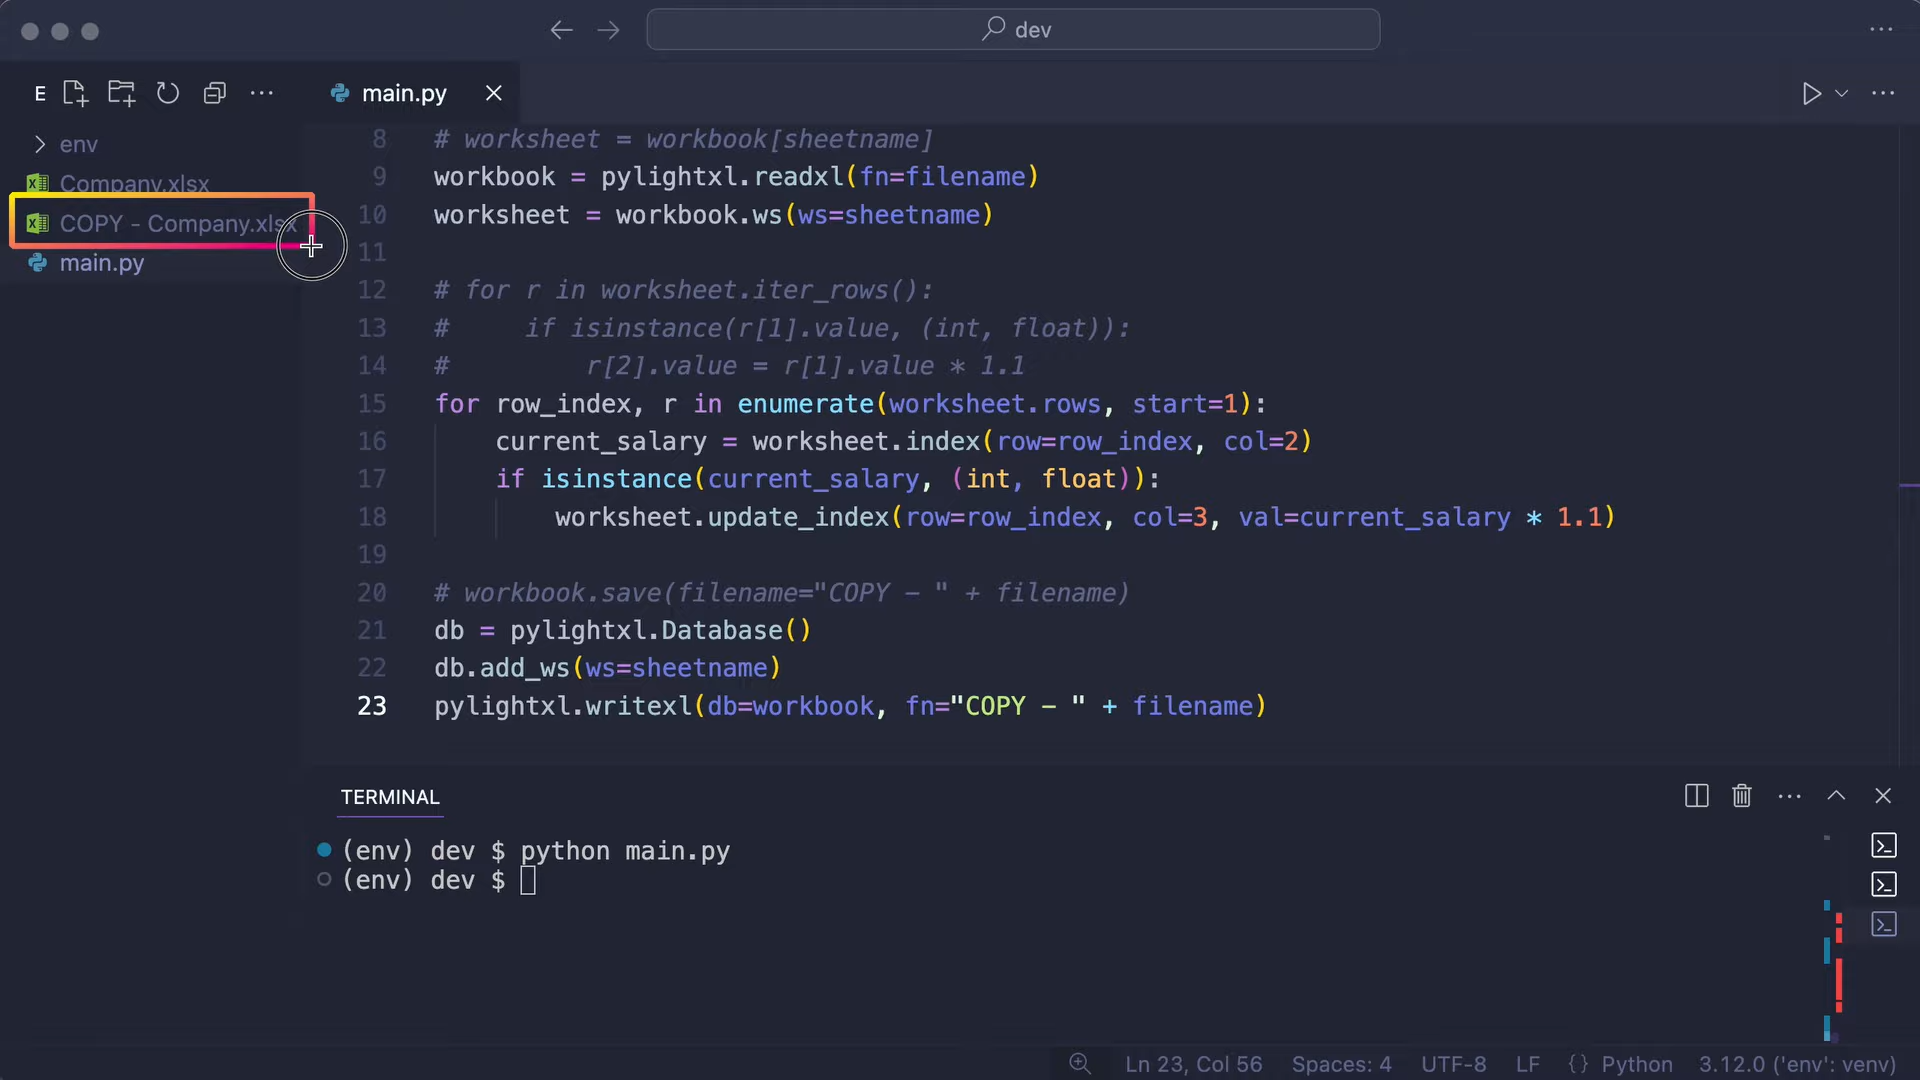 dev
E
main.py
env
Company.xlsx
COPY - Company.xlsx
main.py
8 # worksheet = workbook[sheetname]
9 workbook = pylightxl.readxl(fn=filename)
10 worksheet = workbook.ws(ws=sheetname)
11
12 # for r in worksheet.iter_rows():
13 #     if isinstance(r[1].value, (int, float)):
14 #         r[2].value = r[1].value * 1.1
15 for row_index, r in enumerate(worksheet.rows, start=1):
16     current_salary = worksheet.index(row=row_index, col=2)
17     if isinstance(current_salary, (int, float)):
18         worksheet.update_index(row=row_index, col=3, val=current_salary * 1.1)
19
20 # workbook.save(filename="COPY - " + filename)
21 db = pylightxl.Database()
22 db.add_ws(ws=sheetname)
23 pylightxl.writexl(db=workbook, fn="COPY - " + filename)
TERMINAL
(env) dev $ python main.py
(env) dev $
Ln 23, Col 56 Spaces: 4 UTF-8 LF {} Python 3.12.0 ('env': venv)